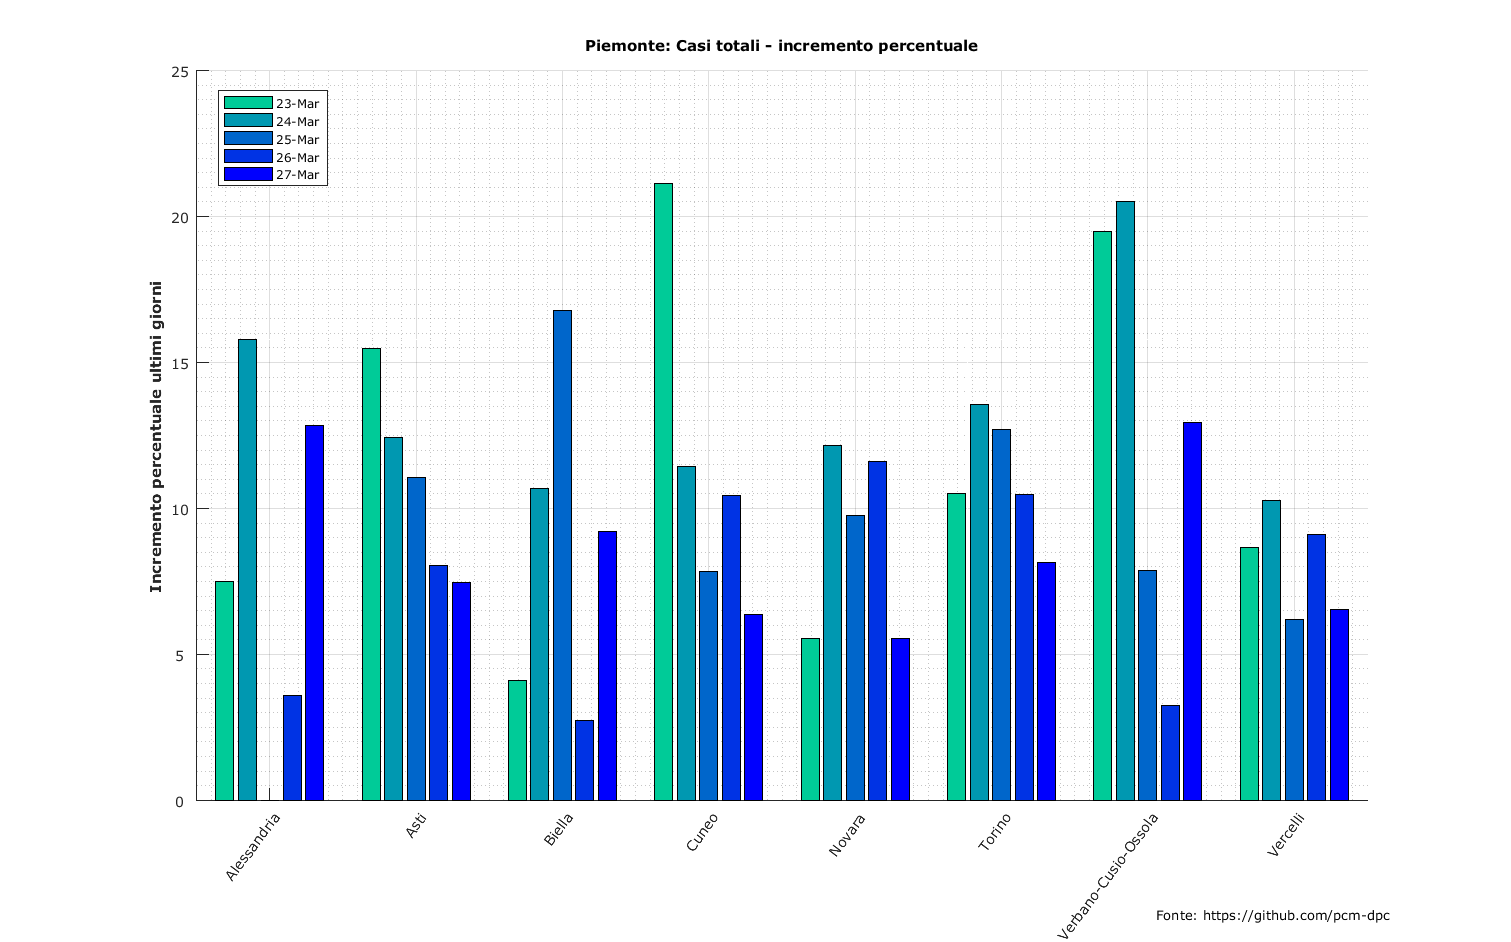 Piemonte: Casi totali - incremento percentuale
25
20
15
10
5
0
Incremento percentuale ultimi giorni
23-Mar
24-Mar
25-Mar
26-Mar
27-Mar
Alessandria
Asti
Biella
Cuneo
Novara
Torino
Verbano-Cusio-Ossola
Vercelli
Fonte: https://github.com/pcm-dpc